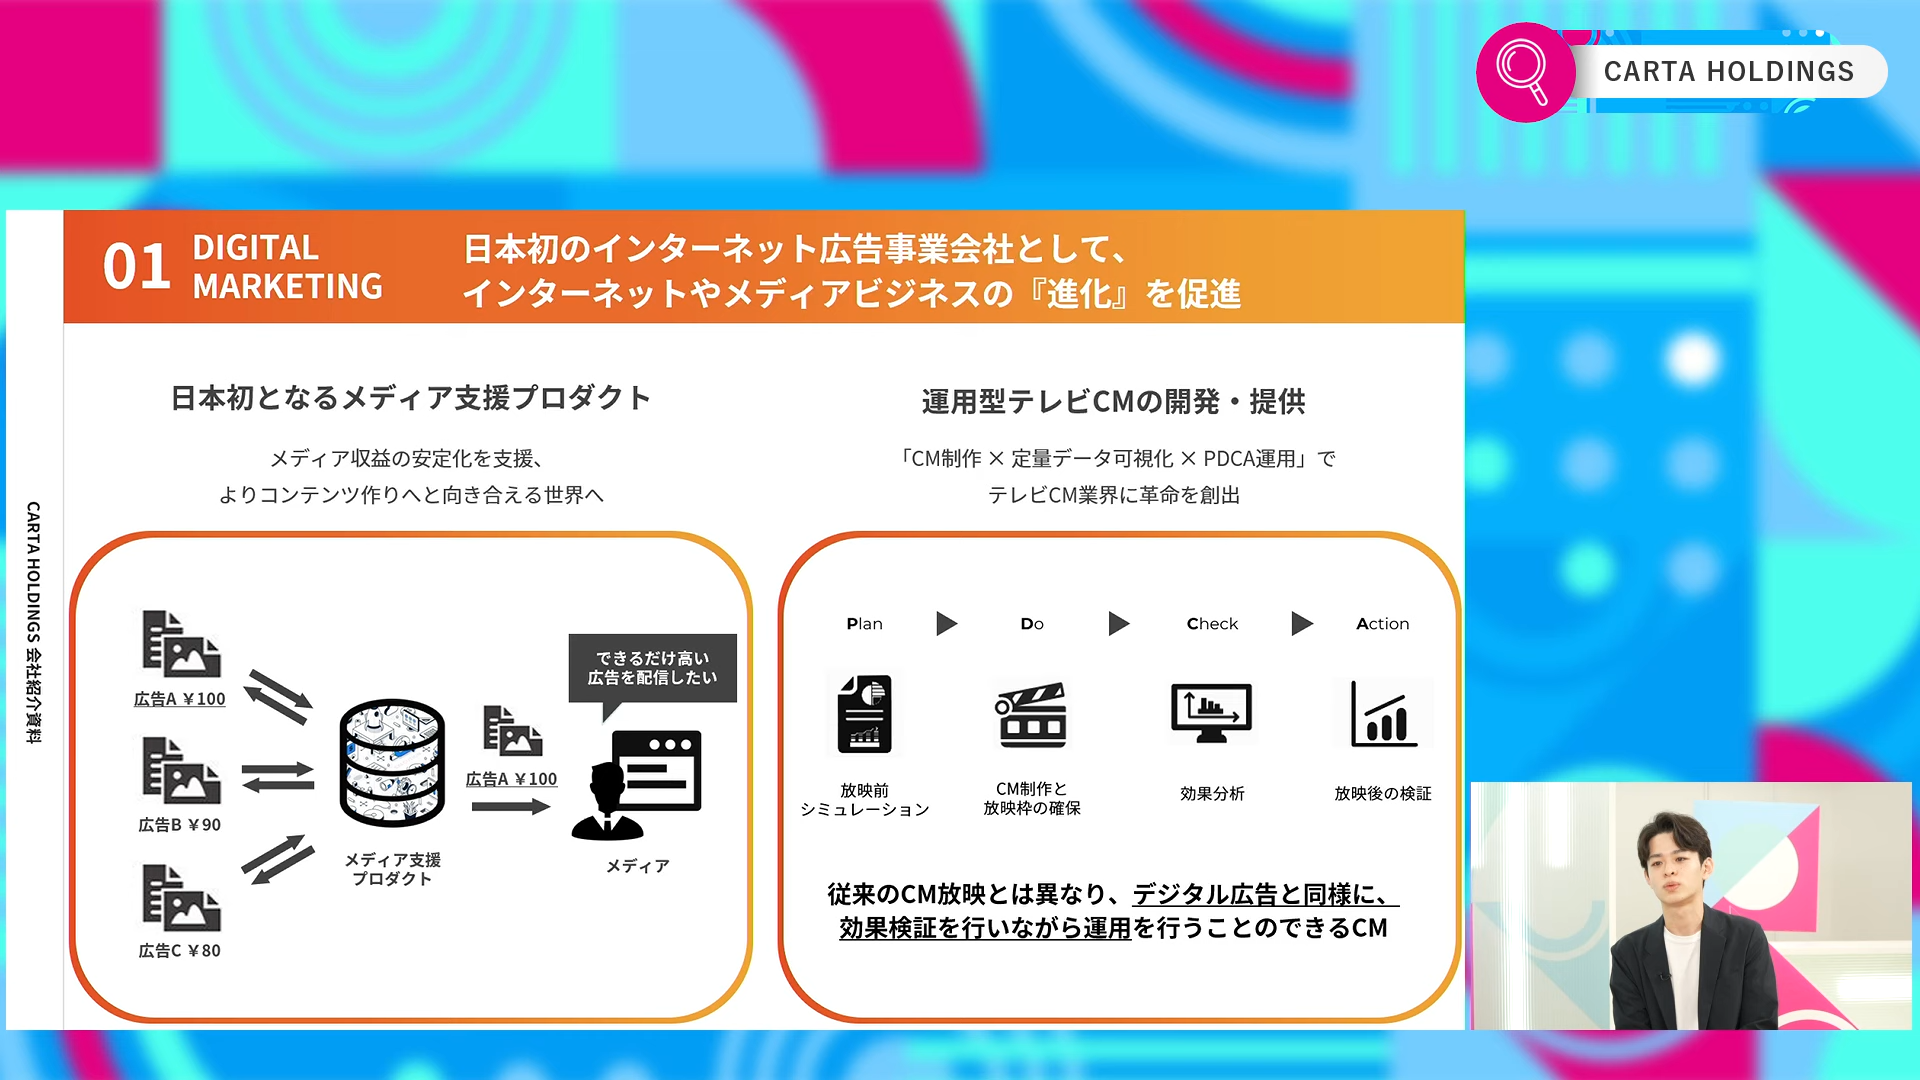 CARTA HOLDINGS
01
DIGITAL
MARKETING
日本初のインターネット広告事業会社として、
インターネットやメディアビジネスの『進化』を促進
CARTA HOLDINGS 会社紹介資料
日本初となるメディア支援プロダクト
メディア収益の安定化を支援、
よりコンテンツ作りへと向き合える世界へ
広告A ¥100
広告B ¥90
広告C ¥80
メディア支援
プロダクト
広告A ¥100
できるだけ高い
広告を配信したい
メディア
運用型テレビCMの開発・提供
「CM制作 × 定量データ可視化 × PDCA運用」で
テレビCM業界に革命を創出
Plan
Do
Check
Action
放映前
シミュレーション
CM制作と
放映枠の確保
効果分析
放映後の検証
従来のCM放映とは異なり、デジタル広告と同様に、
効果検証を行いながら運用を行うことのできるCM